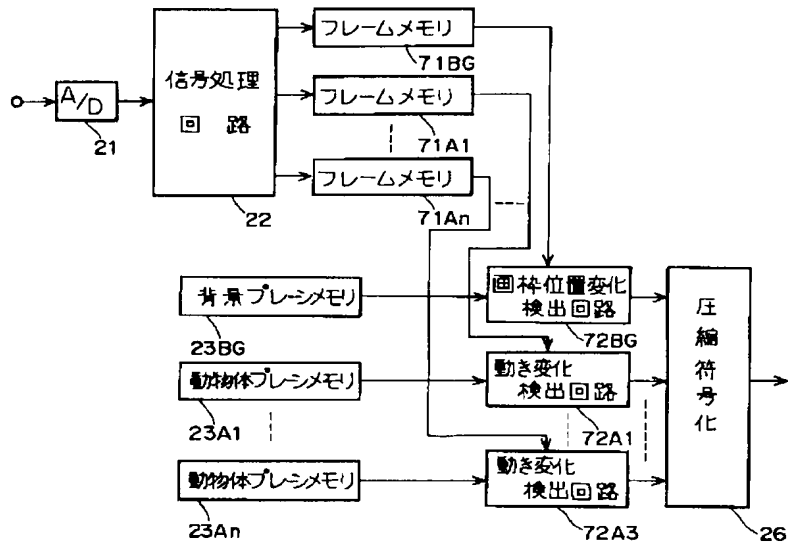 A/D
21
信号処理
回路
22
フレームメモリ
71BG
フレームメモリ
71A1
フレームメモリ
71An
背景プレーンメモリ
23BG
動物体プレーンメモリ
23A1
動物体プレーンメモリ
23An
画枠位置変化
検出回路
72BG
動き変化
検出回路
72A1
動き変化
検出回路
72A3
圧縮符号化
26